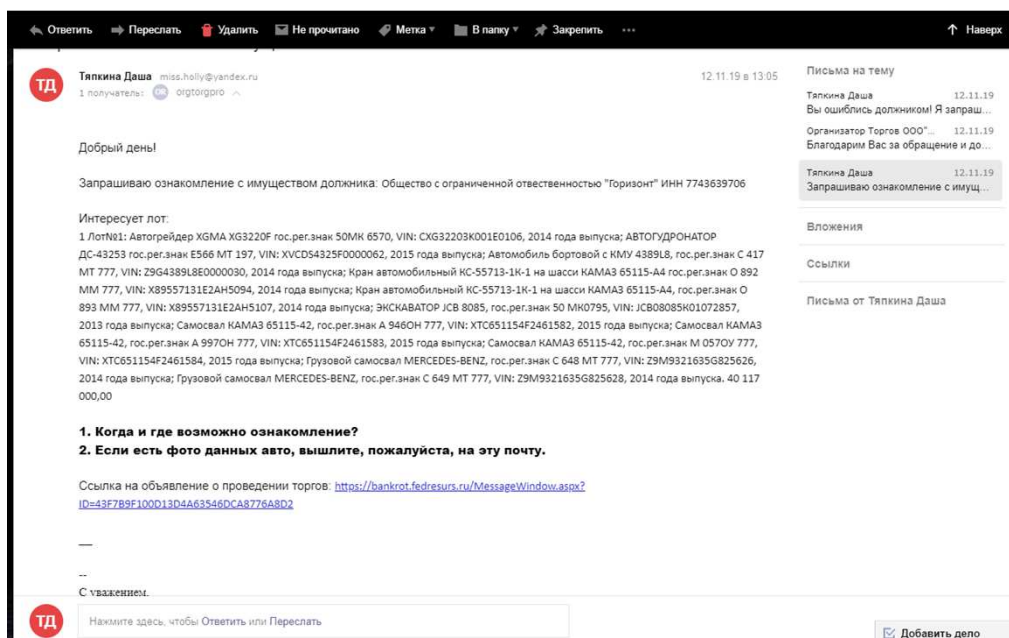 Ответить Переслать Удалить Не прочитано Метка В папку Закрепить ··· Наверх
ТД
Тяпкина Даша miss.holly@yandex.ru 12.11.19 в 13:05
1 получатель: OR orgtorgpro
Добрый день!
Запрашиваю ознакомление с имуществом должника: Общество с ограниченной отвественностью "Горизонт" ИНН 7743639706
Интересует лот:
1 Лот№1: Автогрейдер XGMA XG3220F гос.рег.знак 50МК 6570, VIN: CXG32203K001E0106, 2014 года выпуска; АВТОГУДРОНАТОР
ДС-43253 гос.рег.знак Е566 МТ 197, VIN: XVCDS4325F0000062, 2015 года выпуска; Автомобиль бортовой с КМУ 4389L8, гос.рег.знак С 417
МТ 777, VIN: Z9G4389L8E0000030, 2014 года выпуска; Кран автомобильный КС-55713-1К-1 на шасси КАМАЗ 65115-А4 гос.рег.знак О 892
ММ 777, VIN: X89557131E2AH5094, 2014 года выпуска; Кран автомобильный КС-55713-1К-1 на шасси КАМАЗ 65115-А4, гос.рег.знак О
893 ММ 777, VIN: X89557131E2AH5107, 2014 года выпуска; ЭКСКАВАТОР JCB 8085, гос.рег.знак 50 МК0795, VIN: JCB08085K01072857,
2013 года выпуска; Самосвал КАМАЗ 65115-42, гос.рег.знак А 946ОН 777, VIN: XTC651154F2461582, 2015 года выпуска; Самосвал КАМАЗ
65115-42, гос.рег.знак А 997ОН 777, VIN: XTC651154F2461583, 2015 года выпуска; Самосвал КАМАЗ 65115-42, гос.рег.знак М 057ОУ 777,
VIN: XTC651154F2461584, 2015 года выпуска; Грузовой самосвал MERCEDES-BENZ, гос.рег.знак С 648 МТ 777, VIN: Z9M9321635G825626,
2014 года выпуска; Грузовой самосвал MERCEDES-BENZ, гос.рег.знак С 649 МТ 777, VIN: Z9M9321635G825628, 2014 года выпуска. 40 117
000,00
1. Когда и где возможно ознакомление?
2. Если есть фото данных авто, вышлите, пожалуйста, на эту почту.
Ссылка на объявление о проведении торгов: https://bankrot.fedresurs.ru/MessageWindow.aspx?
ID=43F7B9F100D13D4A63546DCA8776A8D2
—
--
С уважением,
ТД
Нажмите здесь, чтобы Ответить или Переслать
Письма на тему
Тяпкина Даша 12.11.19
Вы ошиблись должником! Я запраш...
Организатор Торгов ООО"... 12.11.19
Благодарим Вас за обращение и до...
Тяпкина Даша 12.11.19
Запрашиваю ознакомление с имущ...
Вложения
Ссылки
Письма от Тяпкина Даша
Добавить дело